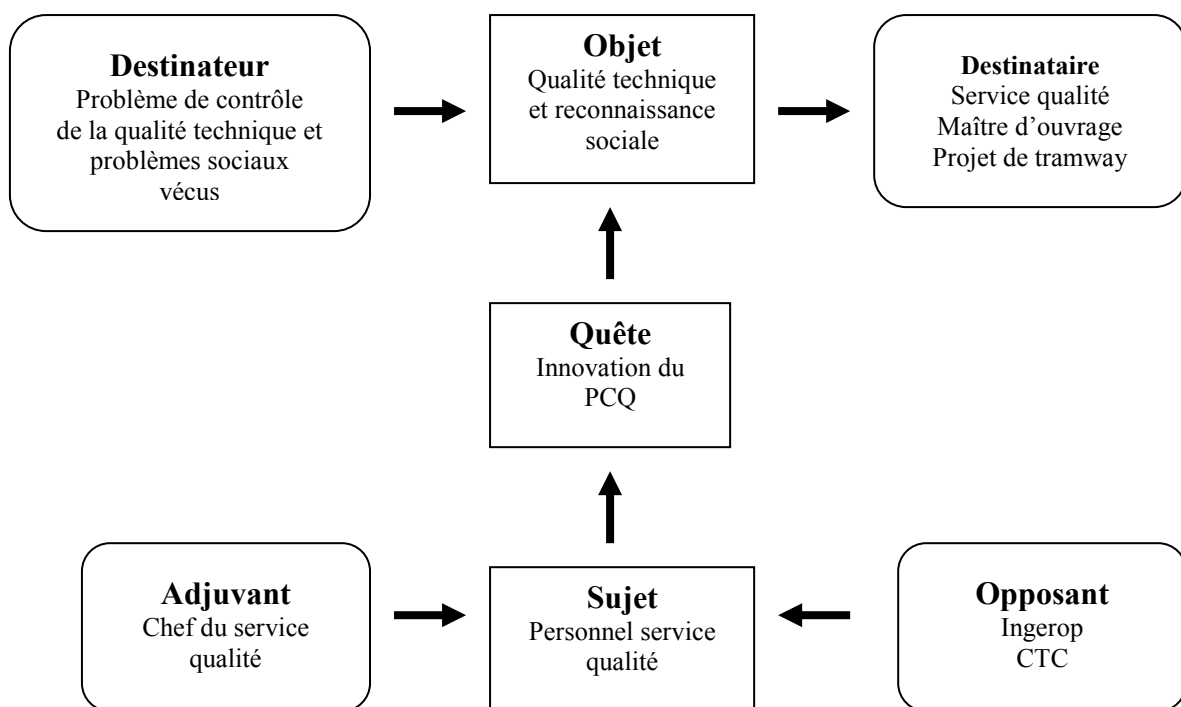 Destinateur
Problème de contrôle
de la qualité technique et
problèmes sociaux
vécus
Objet
Qualité technique
et reconnaissance
sociale
Destinataire
Service qualité
Maître d’ouvrage
Projet de tramway
Quête
Innovation du
PCQ
Adjuvant
Chef du service
qualité
Sujet
Personnel service
qualité
Opposant
Ingerop
CTC